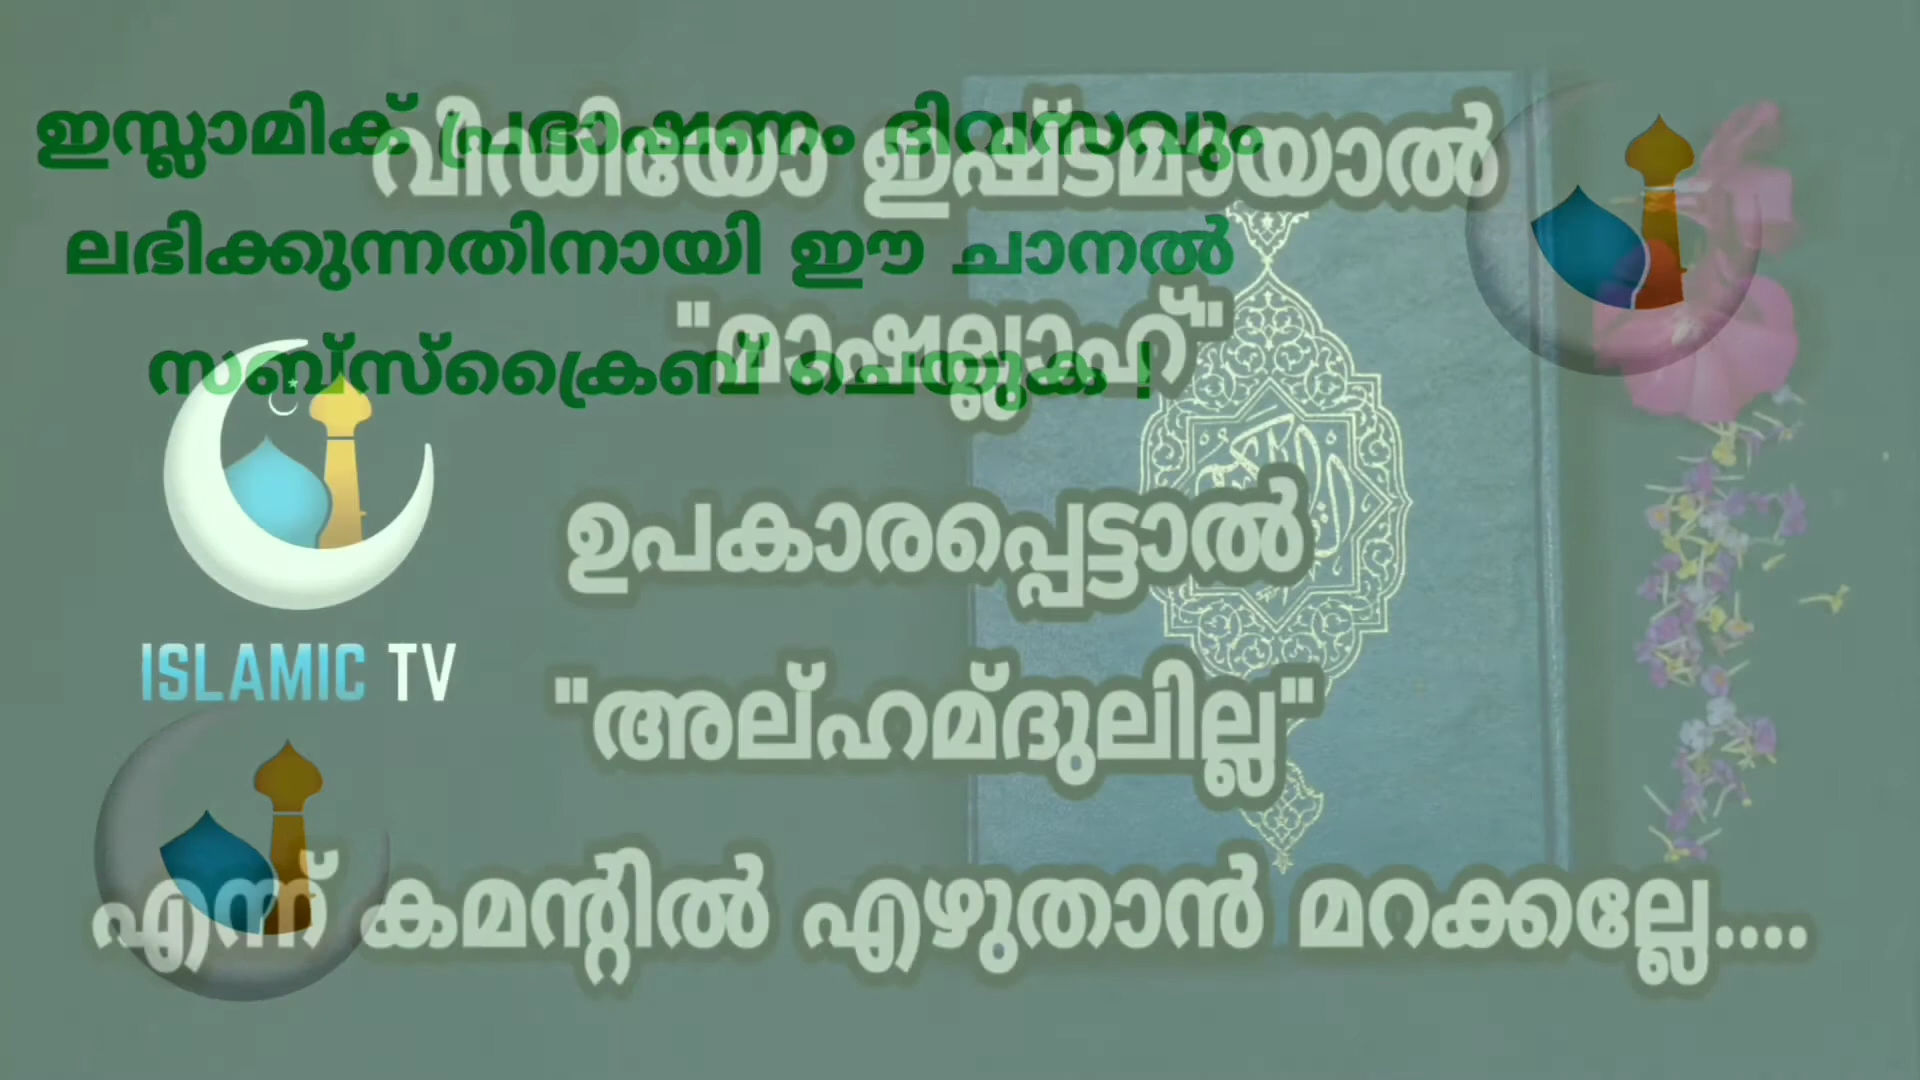 ഇസ്ലാമിക് പ്രഭാഷണം ദിവസവും
ലഭിക്കുന്നതിനായി ഈ ചാനൽ
സബ്സ്ക്രൈബ് ചെയ്യുക !
വീഡിയോ ഇഷ്ടമായാൽ
"മാഷല്ലാഹ്"
ഉപകാരപ്പെട്ടാൽ
"അല്ഹമ്ദുലില്ല"
എന്ന് കമന്റിൽ എഴുതാൻ മറക്കല്ലേ....
ISLAMIC TV